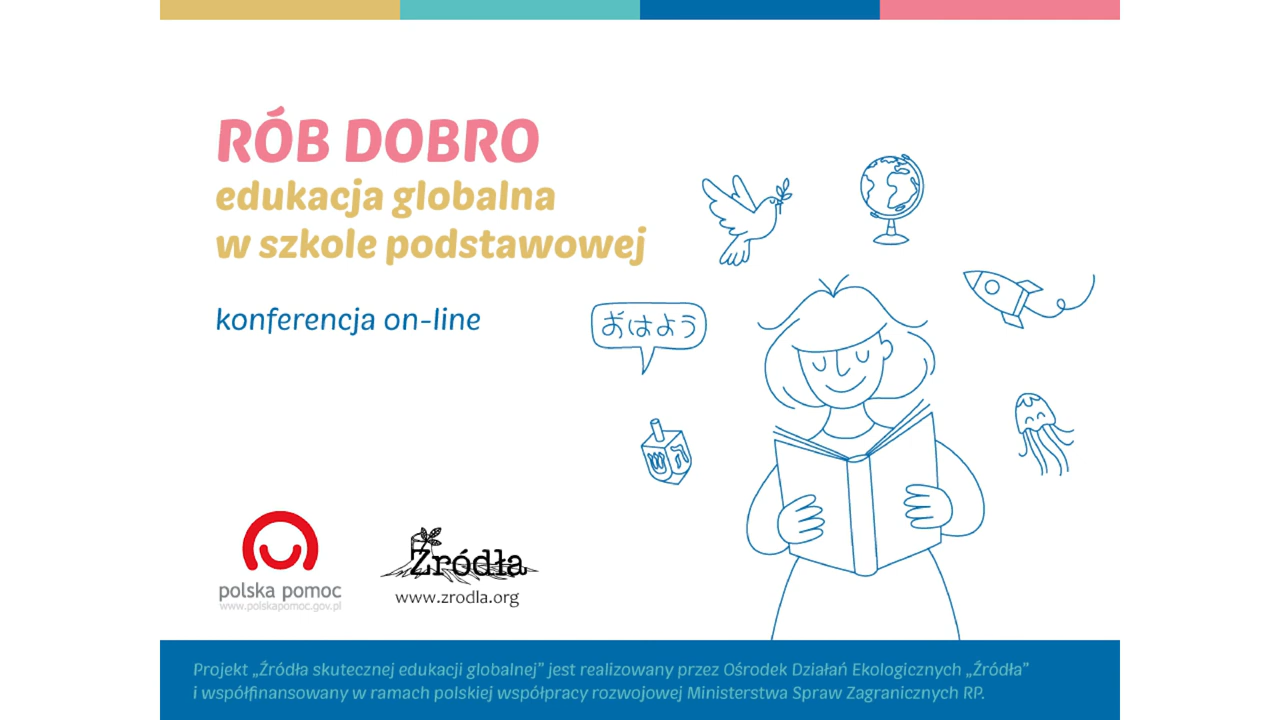 RÓB DOBRO
edukacja globalna
w szkole podstawowej
konferencja on-line
おはよう
polska pomoc
www.polskapomoc.gov.pl
Źródła
www.zrodla.org
Projekt „Źródła skutecznej edukacji globalnej” jest realizowany przez Ośrodek Działań Ekologicznych „Źródła”
i współfinansowany w ramach polskiej współpracy rozwojowej Ministerstwa Spraw Zagranicznych RP.